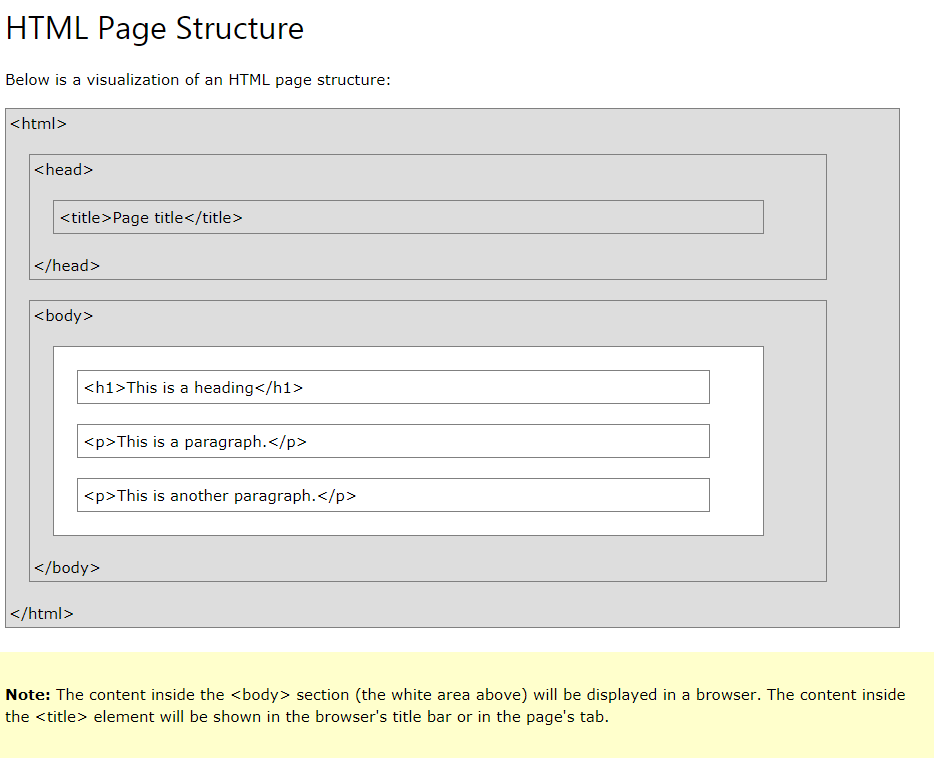 HTML Page Structure
Below is a visualization of an HTML page structure:
<html>
<head>
<title>Page title</title>
</head>
<body>
<h1>This is a heading</h1>
<p>This is a paragraph.</p>
<p>This is another paragraph.</p>
</body>
</html>
Note: The content inside the <body> section (the white area above) will be displayed in a browser. The content inside
the <title> element will be shown in the browser's title bar or in the page's tab.